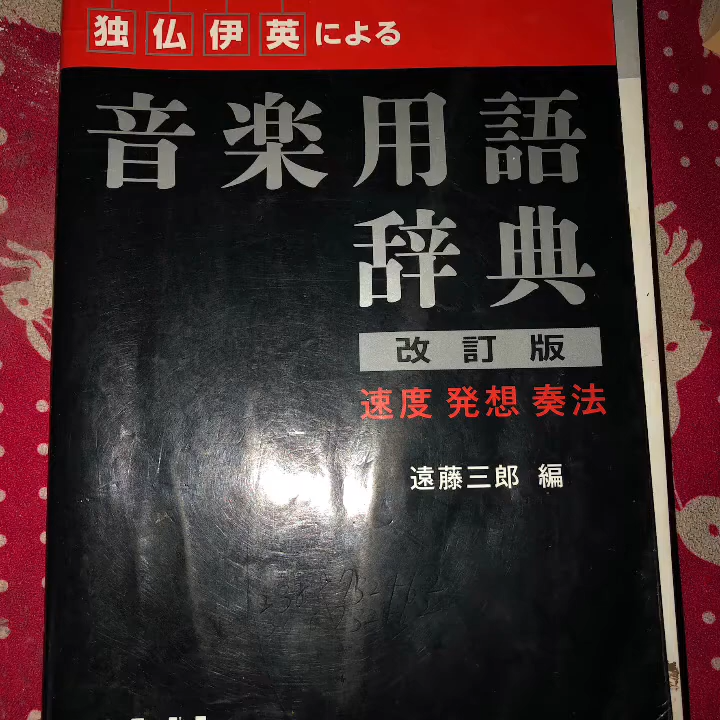 独仏伊英による
音楽用語
辞典
改訂版
速度 発想 奏法
遠藤三郎 編